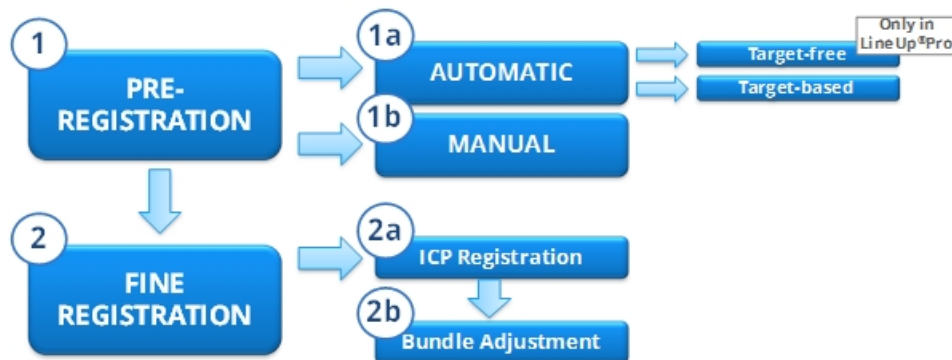 1
PRE-
REGISTRATION
1a
AUTOMATIC
Only in
LineUp®Pro
Target-free
Target-based
1b
MANUAL
2
FINE
REGISTRATION
2a
ICP Registration
2b
Bundle Adjustment